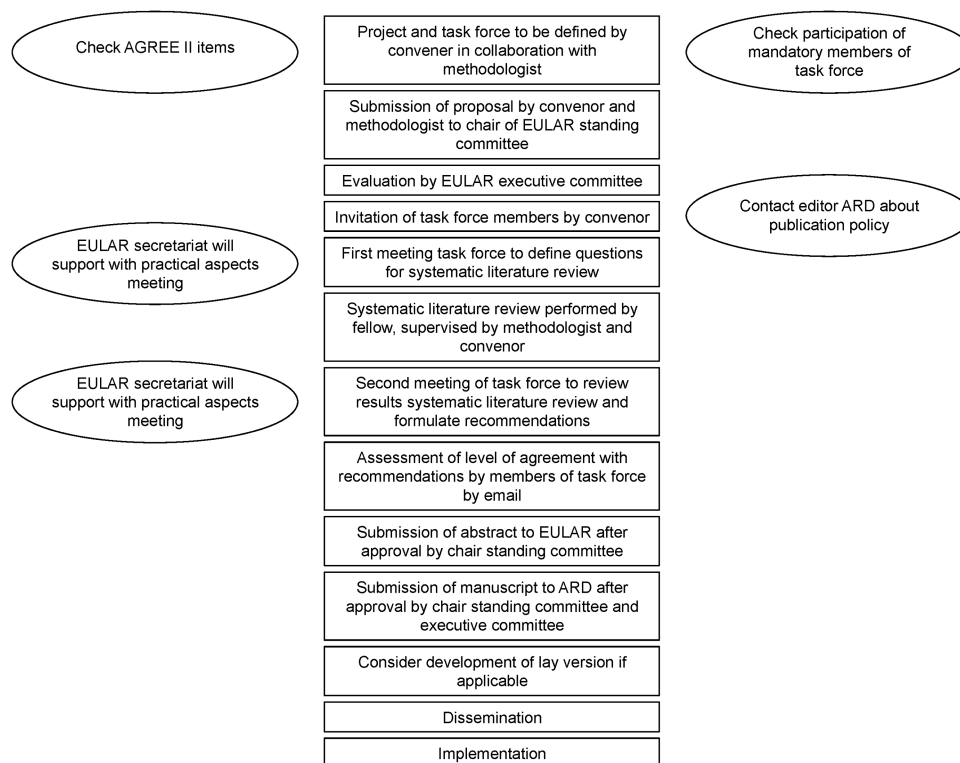 Check AGREE II items
Project and task force to be defined by
convener in collaboration with
methodologist
Check participation of
mandatory members of
task force
Submission of proposal by convenor and
methodologist to chair of EULAR standing
committee
Evaluation by EULAR executive committee
Invitation of task force members by convenor
Contact editor ARD about
publication policy
EULAR secretariat will
support with practical aspects
meeting
First meeting task force to define questions
for systematic literature review
Systematic literature review performed by
fellow, supervised by methodologist and
convenor
EULAR secretariat will
support with practical aspects
meeting
Second meeting of task force to review
results systematic literature review and
formulate recommendations
Assessment of level of agreement with
recommendations by members of task force
by email
Submission of abstract to EULAR after
approval by chair standing committee
Submission of manuscript to ARD after
approval by chair standing committee and
executive committee
Consider development of lay version if
applicable
Dissemination
Implementation